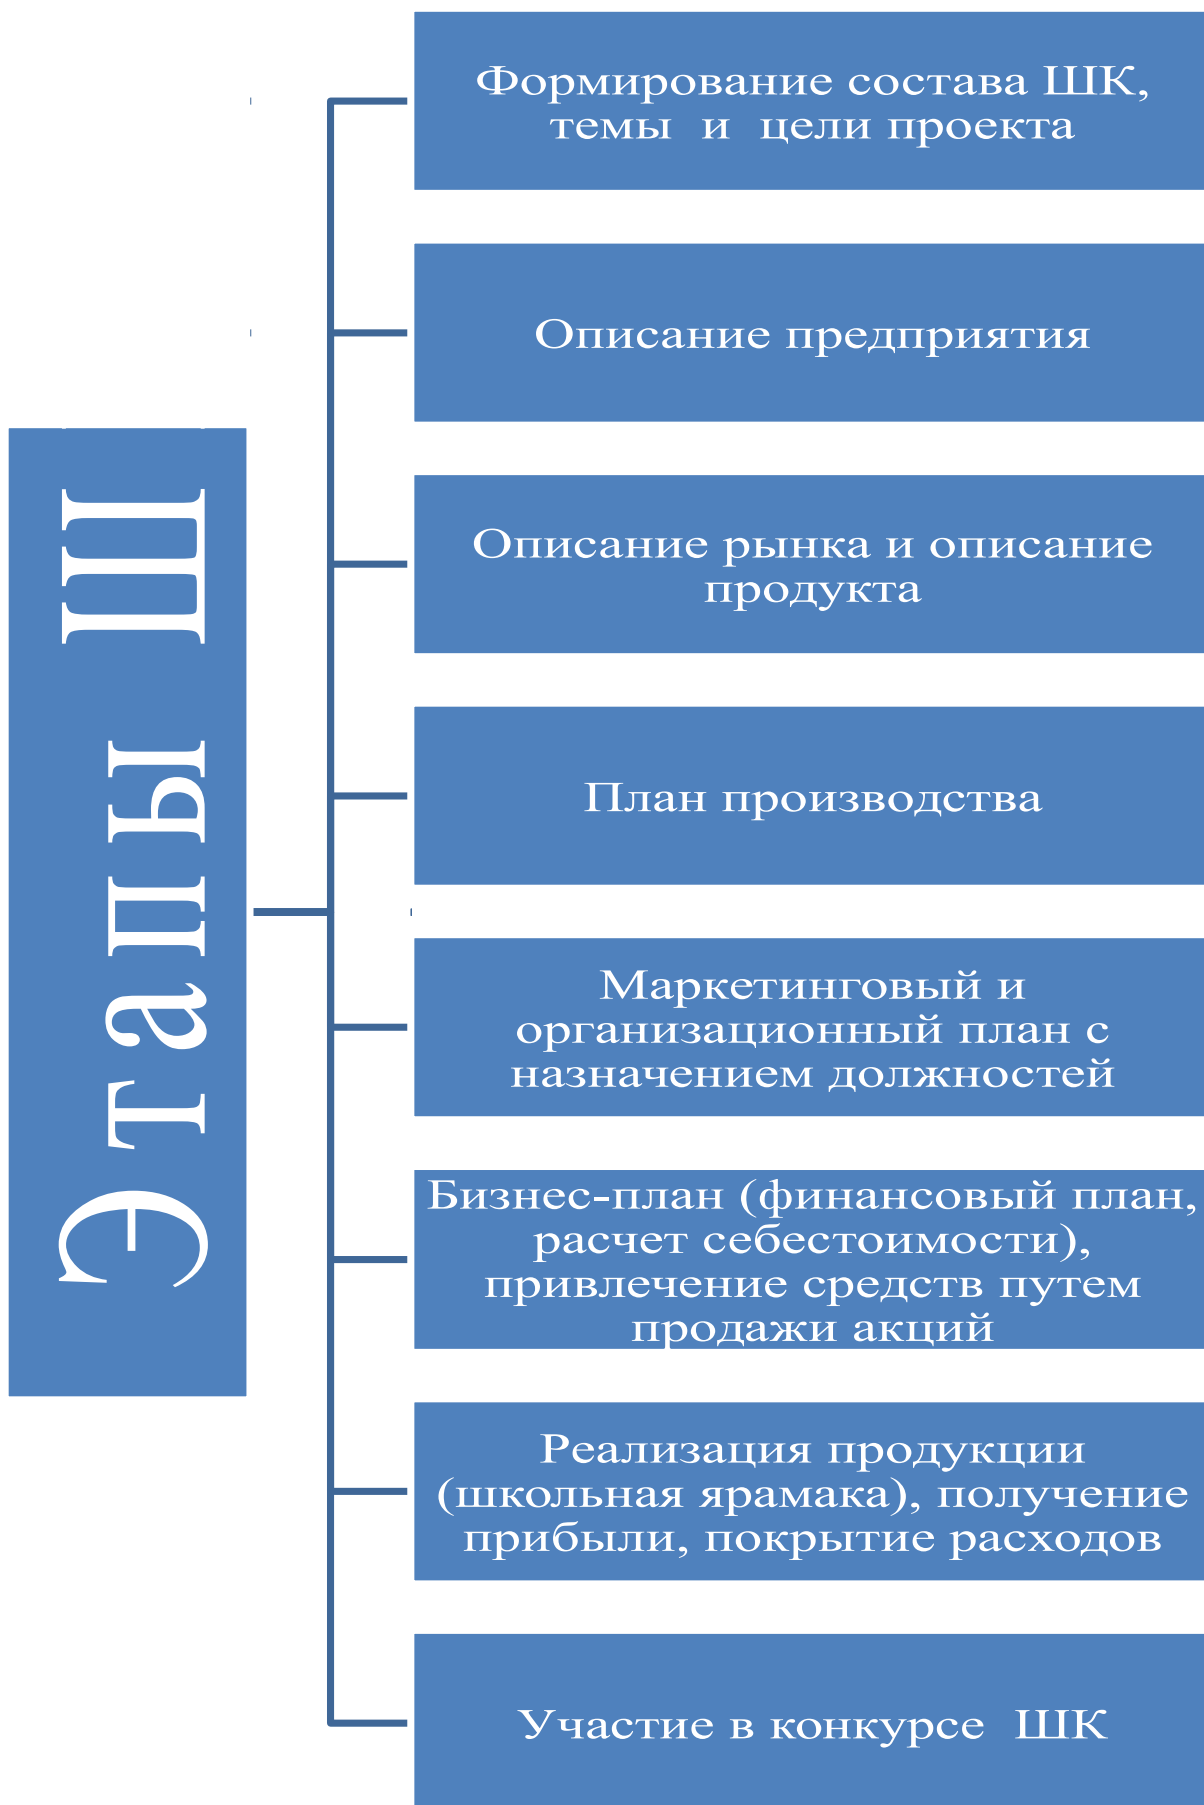 Этапы Ш
Формирование состава ШК,
темы и цели проекта
Описание предприятия
Описание рынка и описание
продукта
План производства
Маркетинговый и
организационный план с
назначением должностей
Бизнес-план (финансовый план,
расчет себестоимости),
привлечение средств путем
продажи акций
Реализация продукции
(школьная ярамака), получение
прибыли, покрытие расходов
Участие в конкурсе ШК